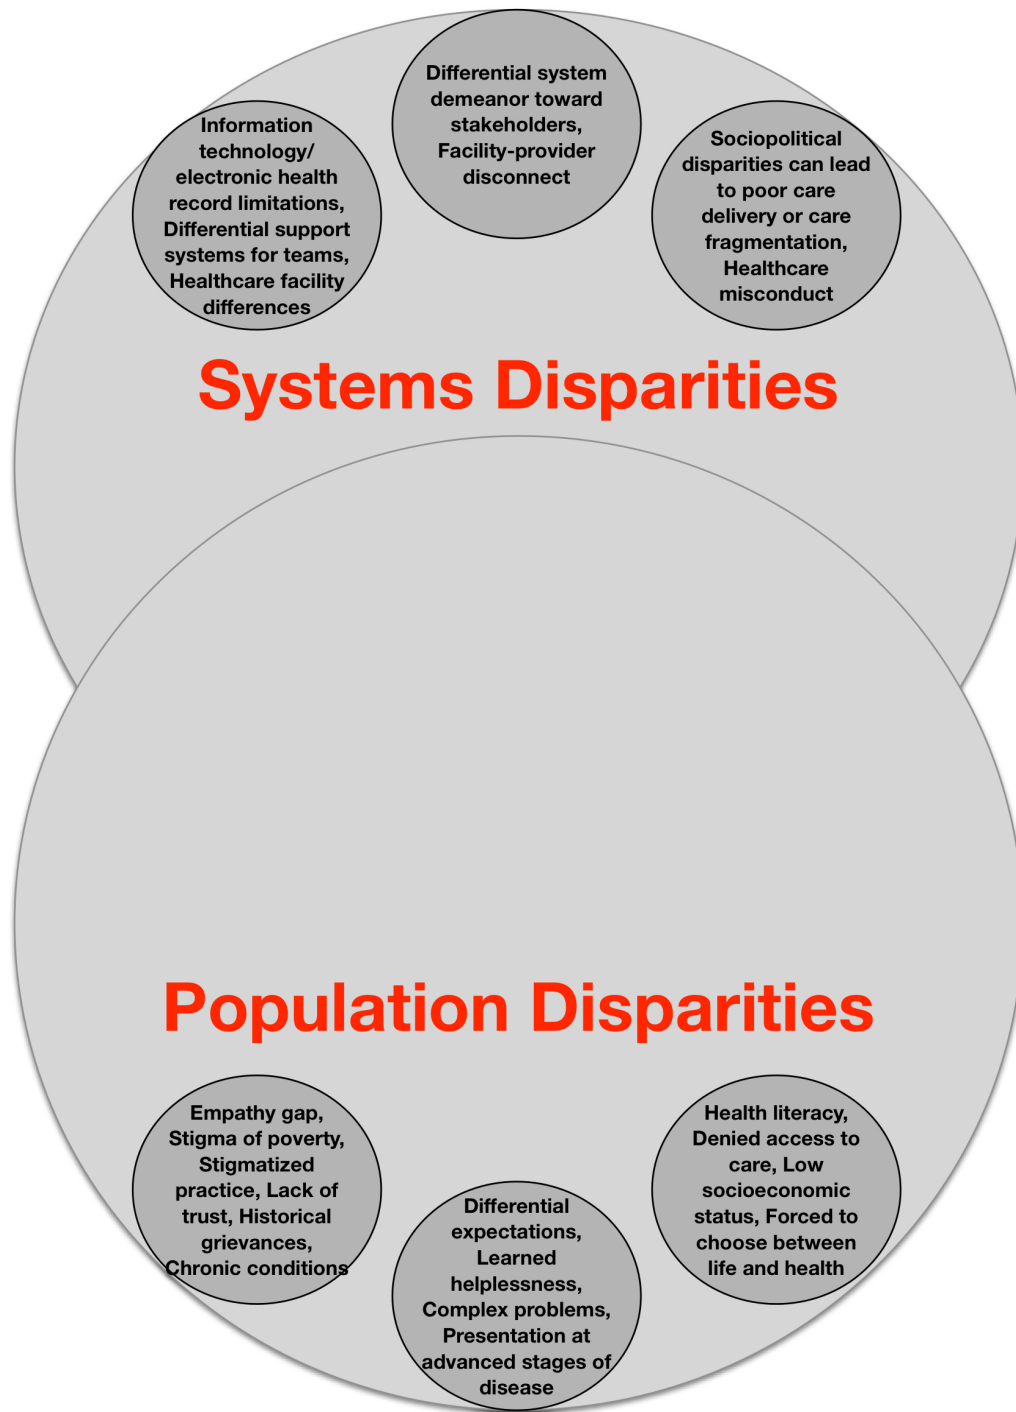 Differential system
demeanor toward
stakeholders,
Facility-provider
disconnect
Information
technology/
electronic health
record limitations,
Differential support
systems for teams,
Healthcare facility
differences
Sociopolitical
disparities can lead
to poor care
delivery or care
fragmentation,
Healthcare
misconduct
Systems Disparities
Population Disparities
Empathy gap,
Stigma of poverty,
Stigmatized
practice, Lack of
trust, Historical
grievances,
Chronic conditions
Differential
expectations,
Learned
helplessness,
Complex problems,
Presentation at
advanced stages of
disease
Health literacy,
Denied access to
care, Low
socioeconomic
status, Forced to
choose between
life and health